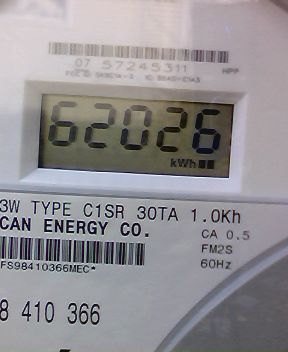 07 57245311
HPP
62026
kWh
3W TYPE C1SR 30TA 1.0Kh
CAN ENERGY CO.
CA 0.5
FM2S
FS98410366MEC*
60Hz
8 410 366